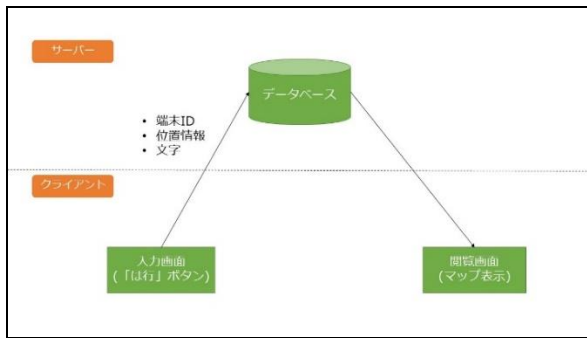 サーバー
データベース
• 端末ID
• 位置情報
• 文字
クライアント
入力画面
(「は行」ボタン)
閲覧画面
(マップ表示)